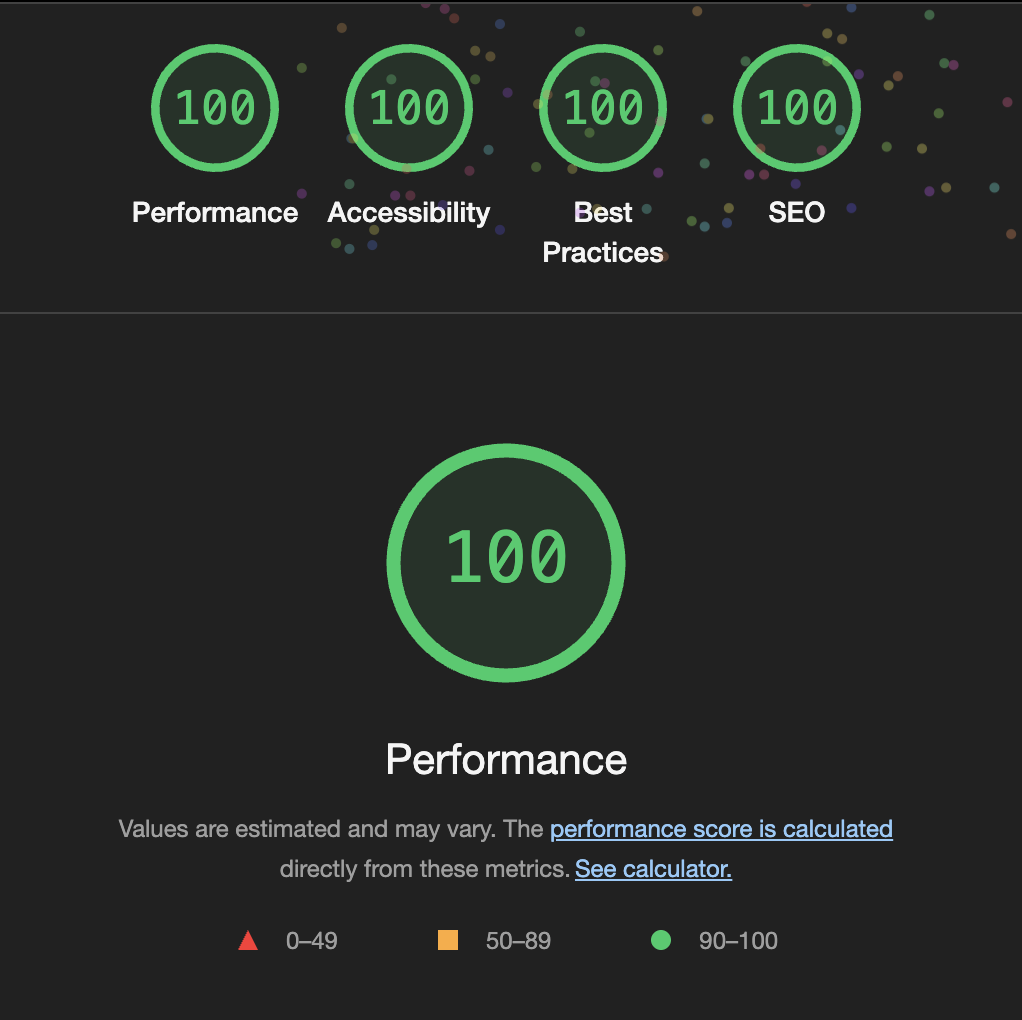 100 100 100 100
Performance Accessibility Best Practices SEO
100
Performance
Values are estimated and may vary. The performance score is calculated
directly from these metrics. See calculator.
0–49 50–89 90–100